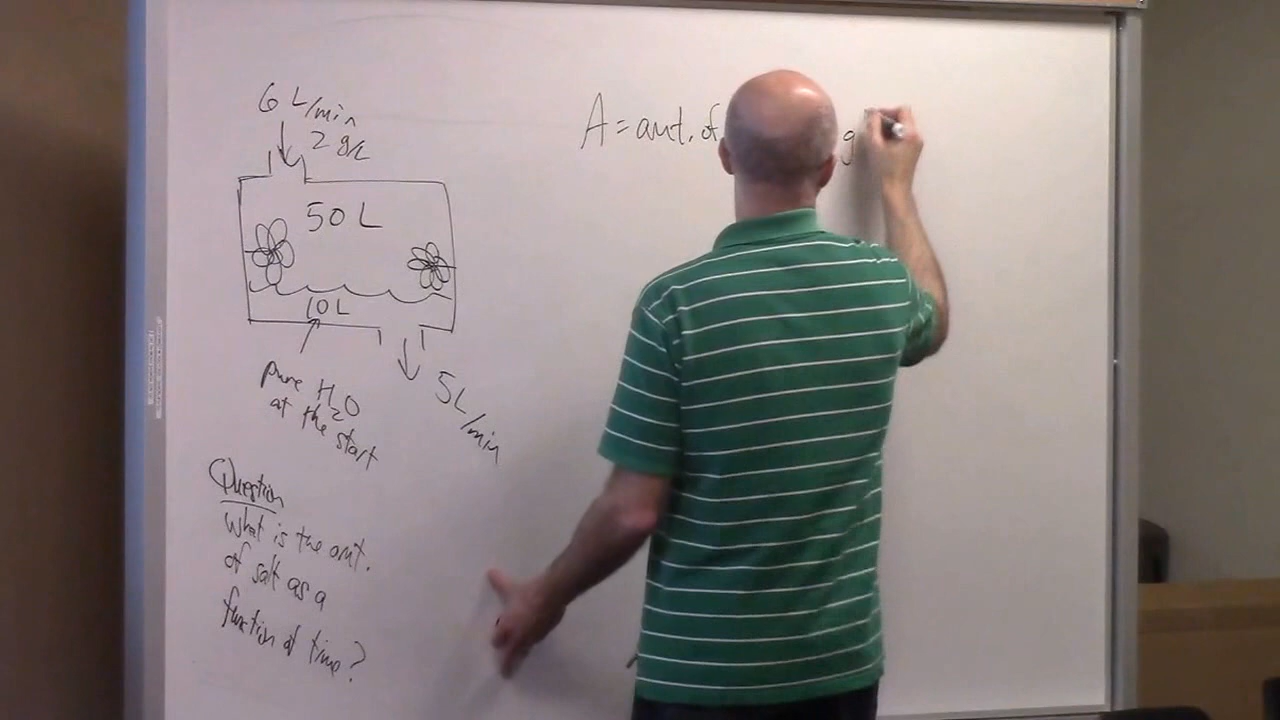 6 L/min
2 g/L
50 L
10 L
pure H2O
at the start
5L/min
Question
What is the amt.
of salt as a
function of time?
A = amt. of
g